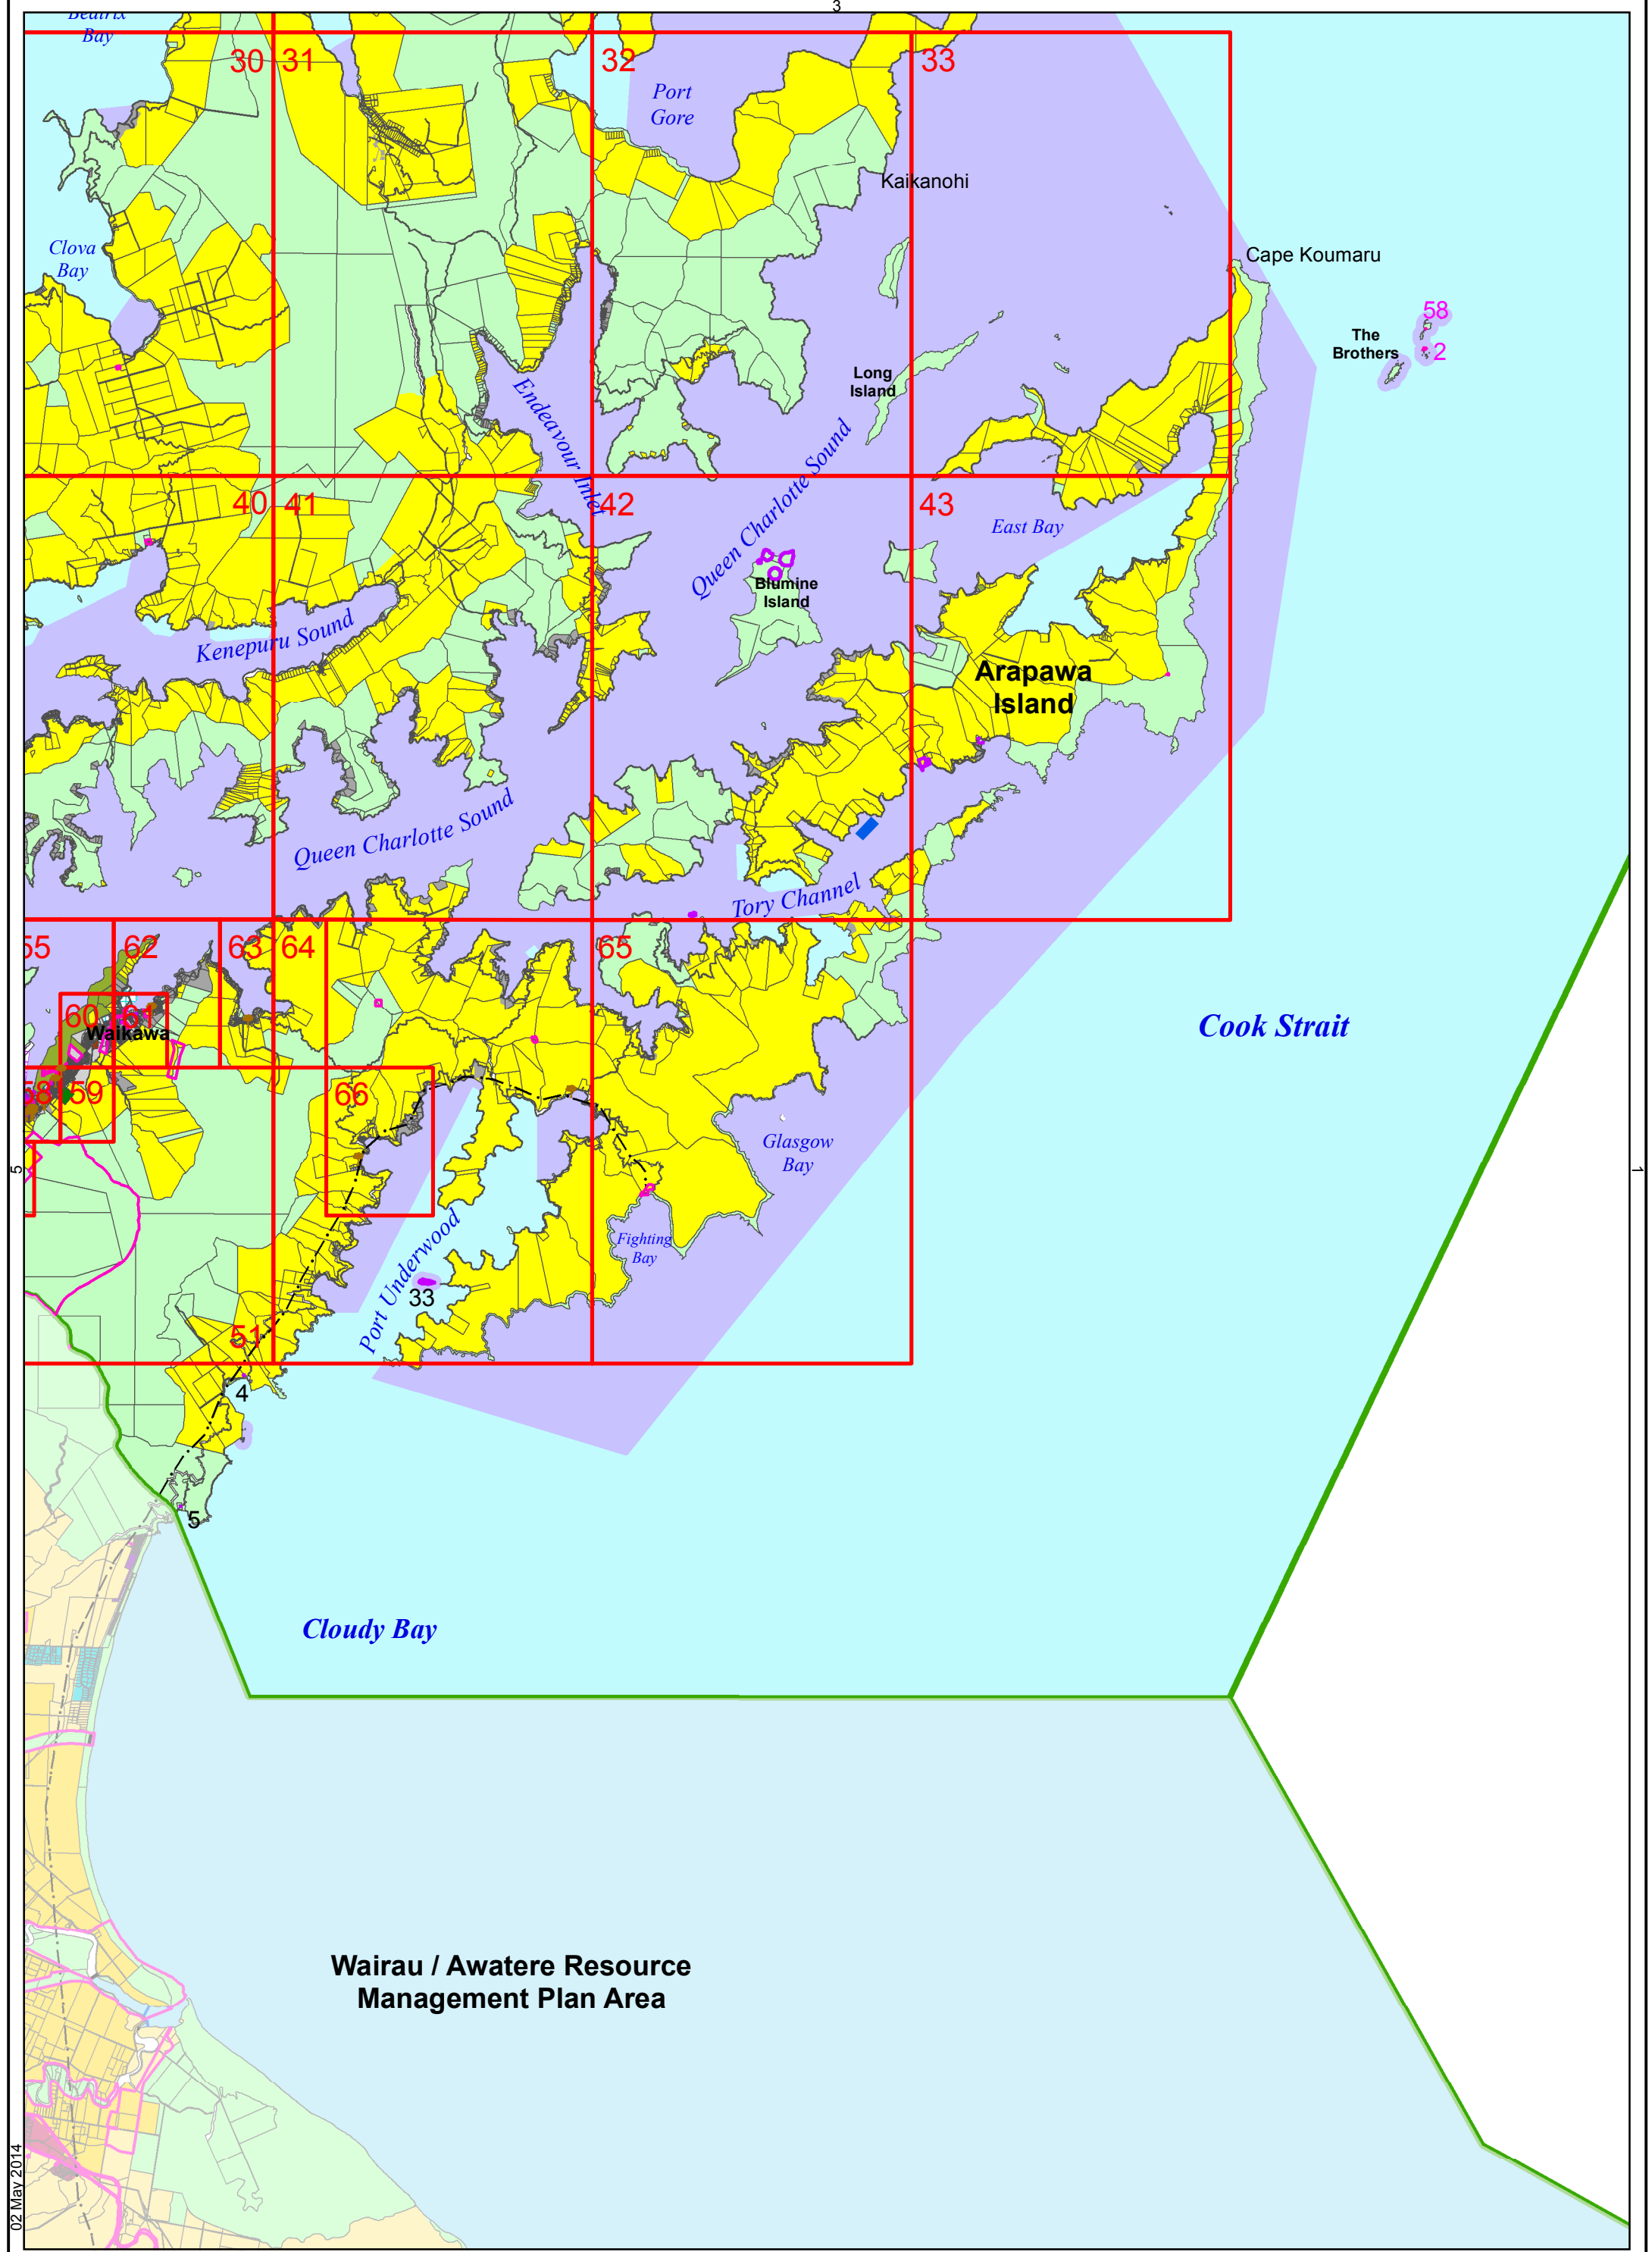 3
Beatrix
Bay
30
31
32
33
Port
Gore
Kaikanohi
Clova
Bay
Cape Koumaru
58
The
Brothers
2
Long
Island
Endeavour Inlet
Queen Charlotte Sound
40
41
42
43
East Bay
Blumine
Island
Kenepuru Sound
Arapawa
Island
Queen Charlotte Sound
Tory Channel
55
62
63
64
65
60
61
Waikawa
Cook Strait
58
59
66
Glasgow
Bay
5
1
Port Underwood
Fighting
Bay
33
51
4
5
Cloudy Bay
Wairau / Awatere Resource
Management Plan Area
02 May 2014